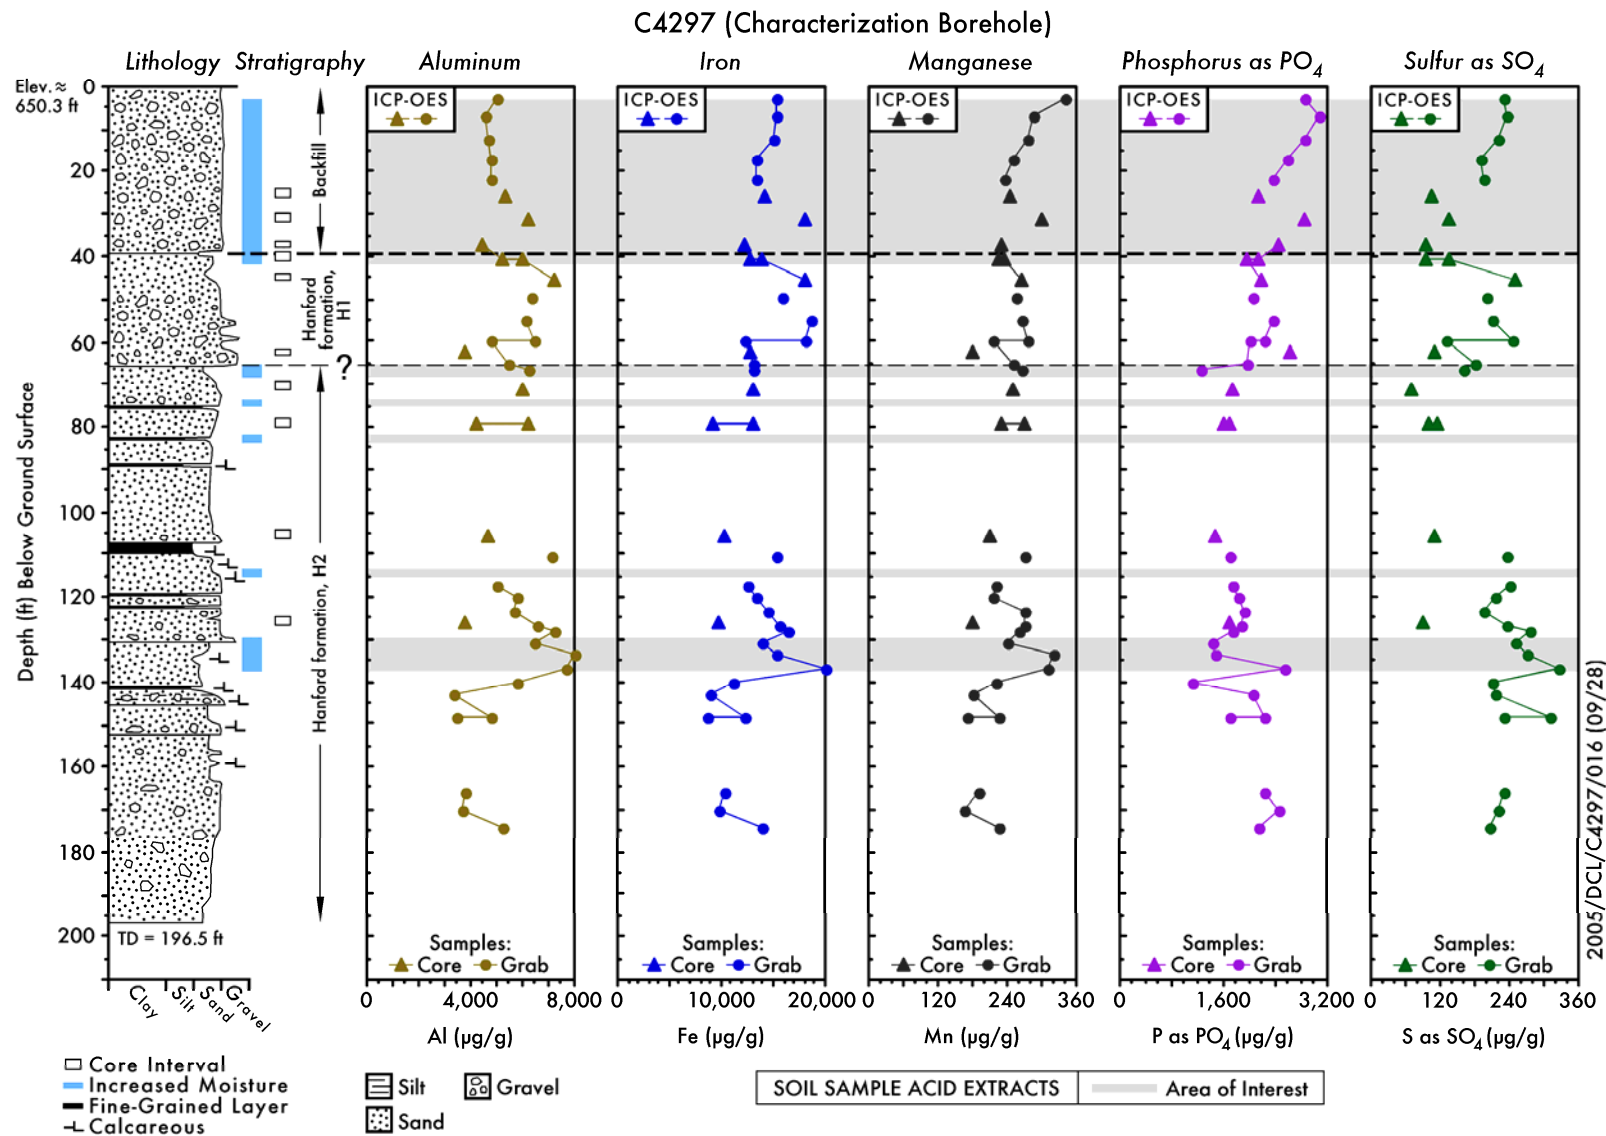 C4297 (Characterization Borehole)
Lithology Stratigraphy Aluminum Iron Manganese Phosphorus as PO4 Sulfur as SO4
Elev. ≈
650.3 ft
0
20
40
60
80
100
120
140
160
180
200
Depth (ft) Below Ground Surface
Backfill
Hanford
formation,
H1
?
Hanford formation, H2
ICP-OES ICP-OES ICP-OES ICP-OES ICP-OES
TD = 196.5 ft
Samples: Samples: Samples: Samples: Samples:
Core Grab Core Grab Core Grab Core Grab Core Grab
Clay Silt Sand Gravel
0 4,000 8,000 0 10,000 20,000 0 120 240 360 0 1,600 3,200 0 120 240 360
Al (µg/g) Fe (µg/g) Mn (µg/g) P as PO4 (µg/g) S as SO4 (µg/g)
2005/DCL/C4297/016 (09/28)
Core Interval
Increased Moisture
Fine-Grained Layer
Calcareous
Silt Gravel
Sand
SOIL SAMPLE ACID EXTRACTS Area of Interest